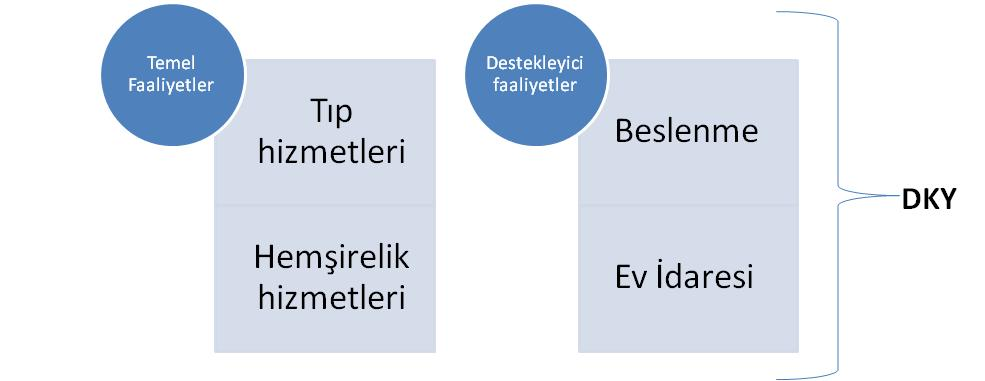 Temel
Faaliyetler
Tıp
hizmetleri
Hemşirelik
hizmetleri
Destekleyici
faaliyetler
Beslenme
Ev İdaresi
DKY